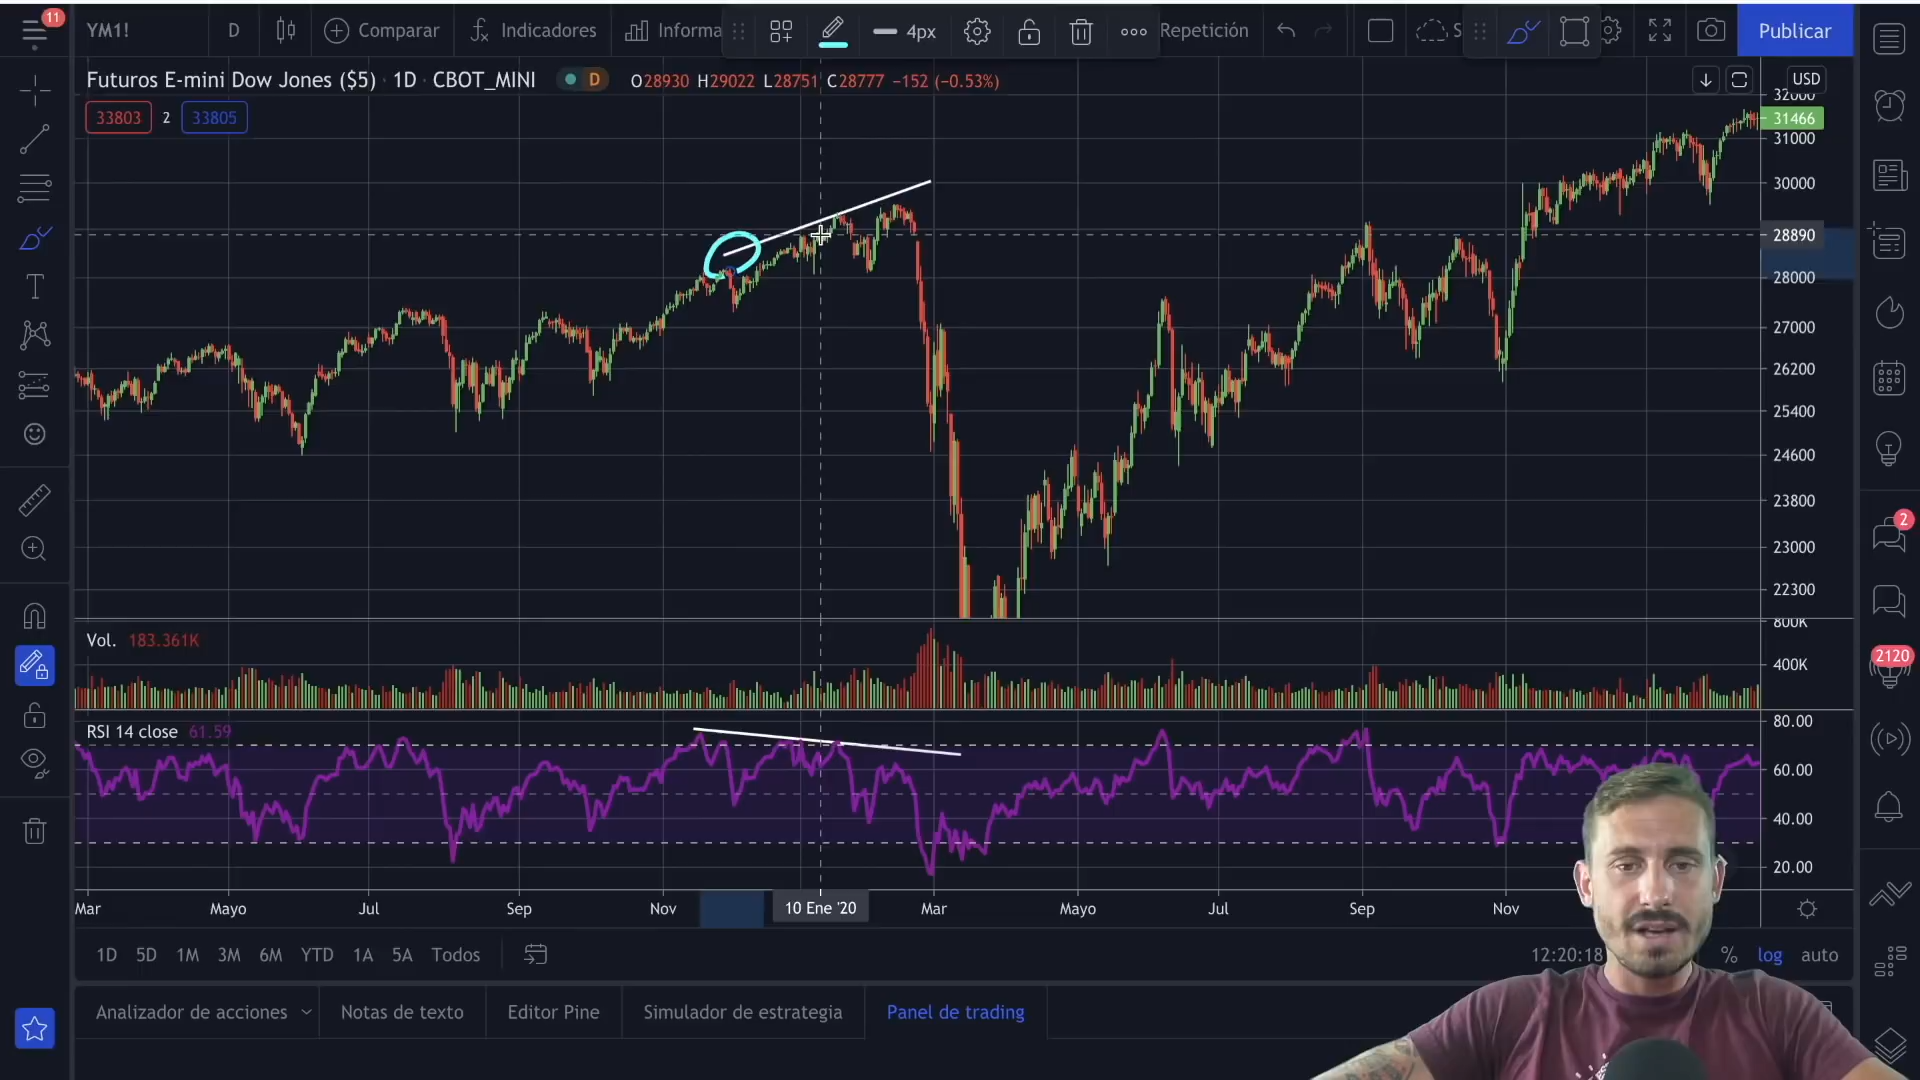 11
YM1!
D
Comparar
Indicadores
Informa
4px
Repetición
S
Publicar
Futuros E-mini Dow Jones ($5) · 1D · CBOT_MINI
D
O28930 H29022 L28751 C28777 −152 (−0.53%)
USD
33803
2
33805
32000
31466
31000
30000
28890
28000
27000
26200
25400
24600
23800
23000
22300
Vol. 183.361K
800K
400K
RSI 14 close 61.59
80.00
60.00
40.00
20.00
Mar
Mayo
Jul
Sep
Nov
10 Ene '20
Mar
Mayo
Jul
Sep
Nov
1D
5D
1M
3M
6M
YTD
1A
5A
Todos
12:20:18
%
log
auto
Analizador de acciones
Notas de texto
Editor Pine
Simulador de estrategia
Panel de trading
T
2
2120